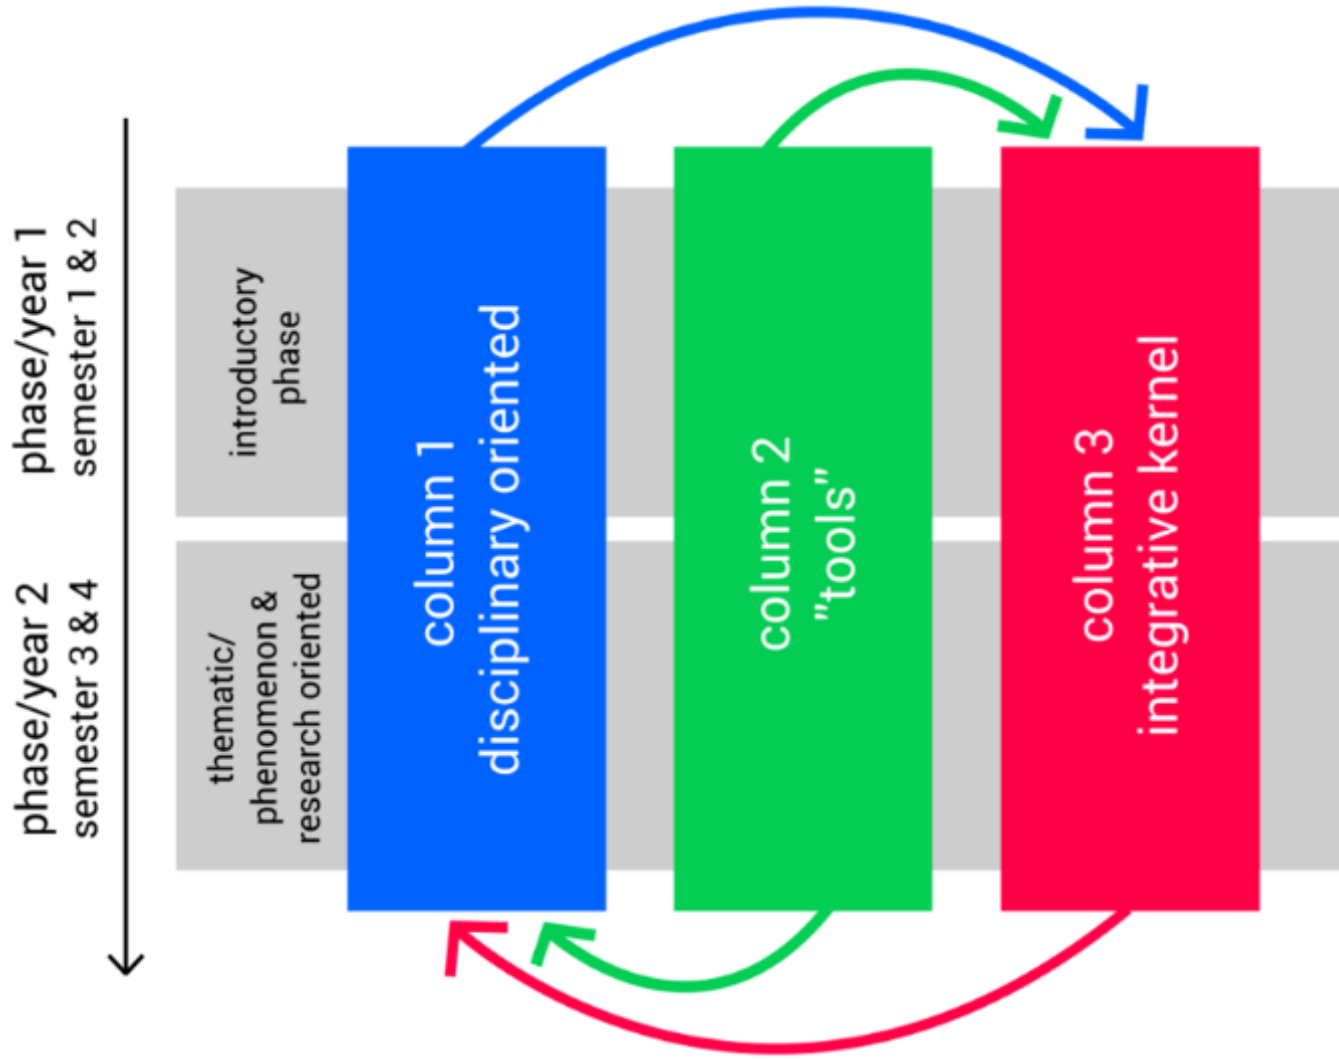 phase/year 1
semester 1 & 2
phase/year 2
semester 3 & 4
introductory
phase
thematic/
phenomenon &
research oriented
column 1
disciplinary oriented
column 2
"tools"
column 3
integrative kernel